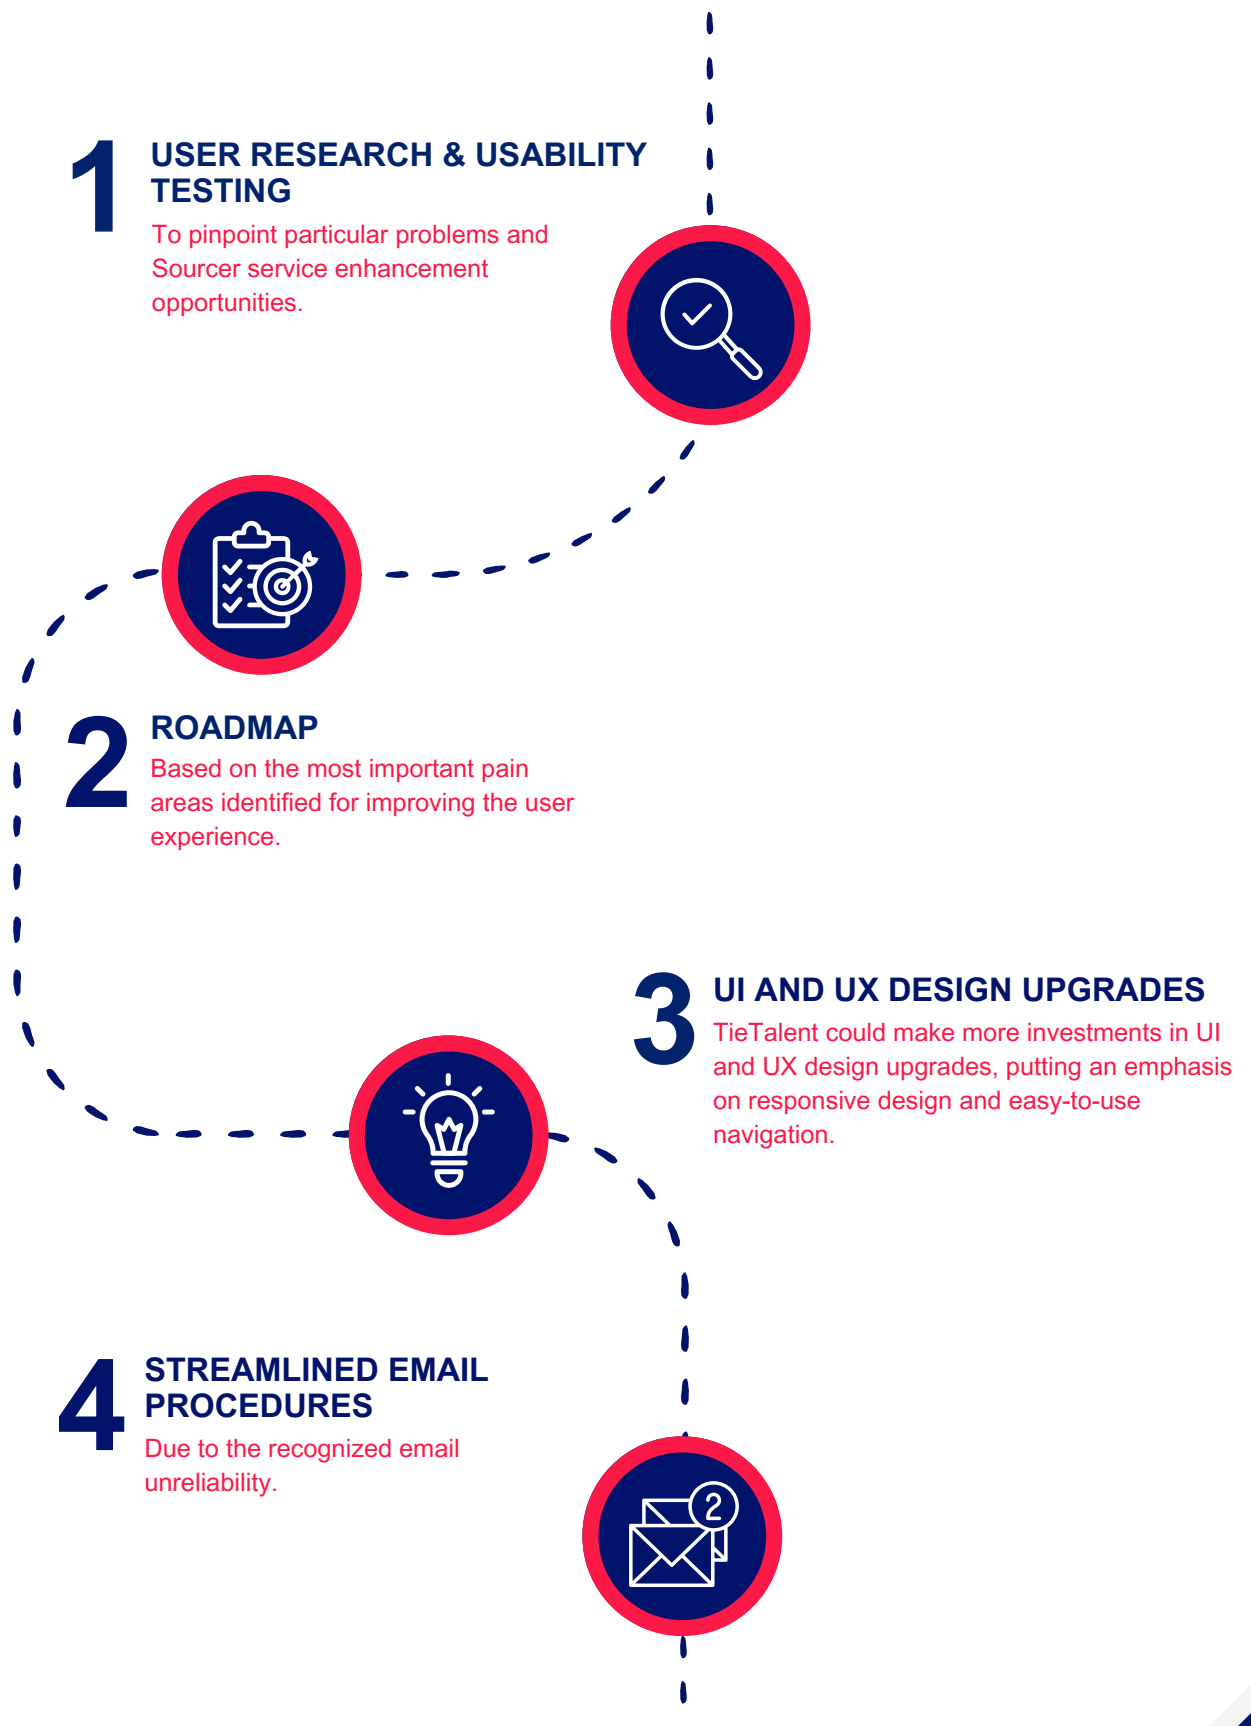 1
USER RESEARCH & USABILITY
TESTING
To pinpoint particular problems and
Sourcer service enhancement
opportunities.
2
ROADMAP
Based on the most important pain
areas identified for improving the user
experience.
3
UI AND UX DESIGN UPGRADES
TieTalent could make more investments in UI
and UX design upgrades, putting an emphasis
on responsive design and easy-to-use
navigation.
4
STREAMLINED EMAIL
PROCEDURES
Due to the recognized email
unreliability.
2